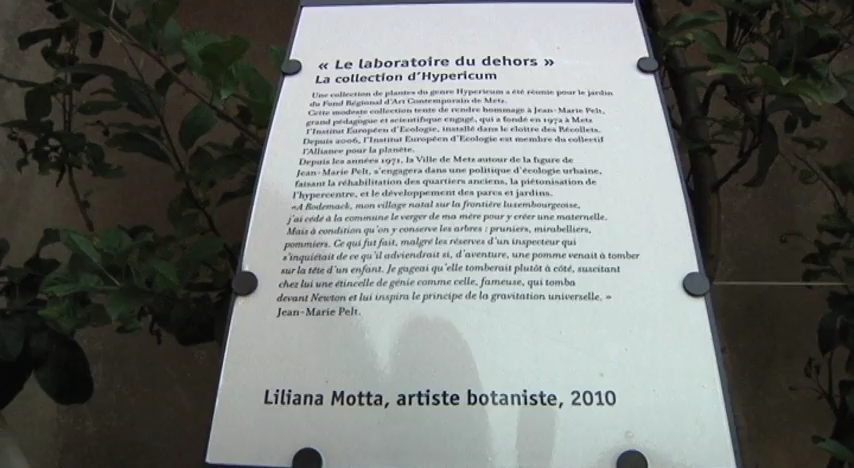 « Le laboratoire du dehors »
La collection d'Hypericum
Une collection de plantes du genre Hypericum a été réunie pour le jardin
du Fond Régional d'Art Contemporain de Metz.
Cette modeste collection tente de rendre hommage à Jean-Marie Pelt,
grand pédagogue et scientifique engagé, qui a fondé en 1972 à Metz
l'Institut Européen d'Ecologie, installé dans le cloître des Récollets.
Depuis 2006, l'Institut Européen d'Ecologie est membre du collectif
l'Alliance pour la planète.
Depuis les années 1971, la Ville de Metz autour de la figure de
Jean-Marie Pelt, s'engagera dans une politique d'écologie urbaine,
faisant la réhabilitation des quartiers anciens, la piétonisation de
l'hypercentre, et le développement des parcs et jardins.
«A Rodemack, mon village natal sur la frontière luxembourgeoise,
j'ai cédé à la commune le verger de ma mère pour y créer une maternelle.
Mais à condition qu'on y conserve les arbres : pruniers, mirabelliers,
pommiers. Ce qui fut fait, malgré les réserves d'un inspecteur qui
s'inquiétait de ce qu'il adviendrait si, d'aventure, une pomme venait à tomber
sur la tête d'un enfant. Je gageai qu'elle tomberait plutôt à côté, suscitant
chez lui une étincelle de génie comme celle, fameuse, qui tomba
devant Newton et lui inspira le principe de la gravitation universelle. »
Jean-Marie Pelt.
Liliana Motta, artiste botaniste, 2010